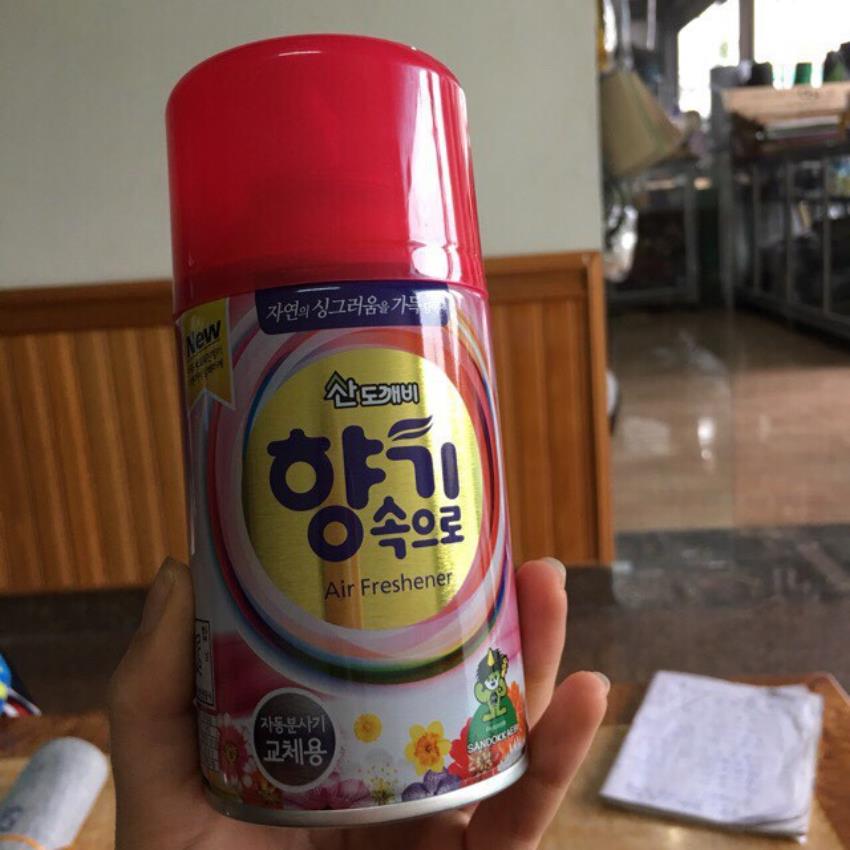 자연의 싱그러움을 가득
New
산도깨비
향기
속으로
Air Freshener
자동분사기
교체용
SANDOKKAEBI